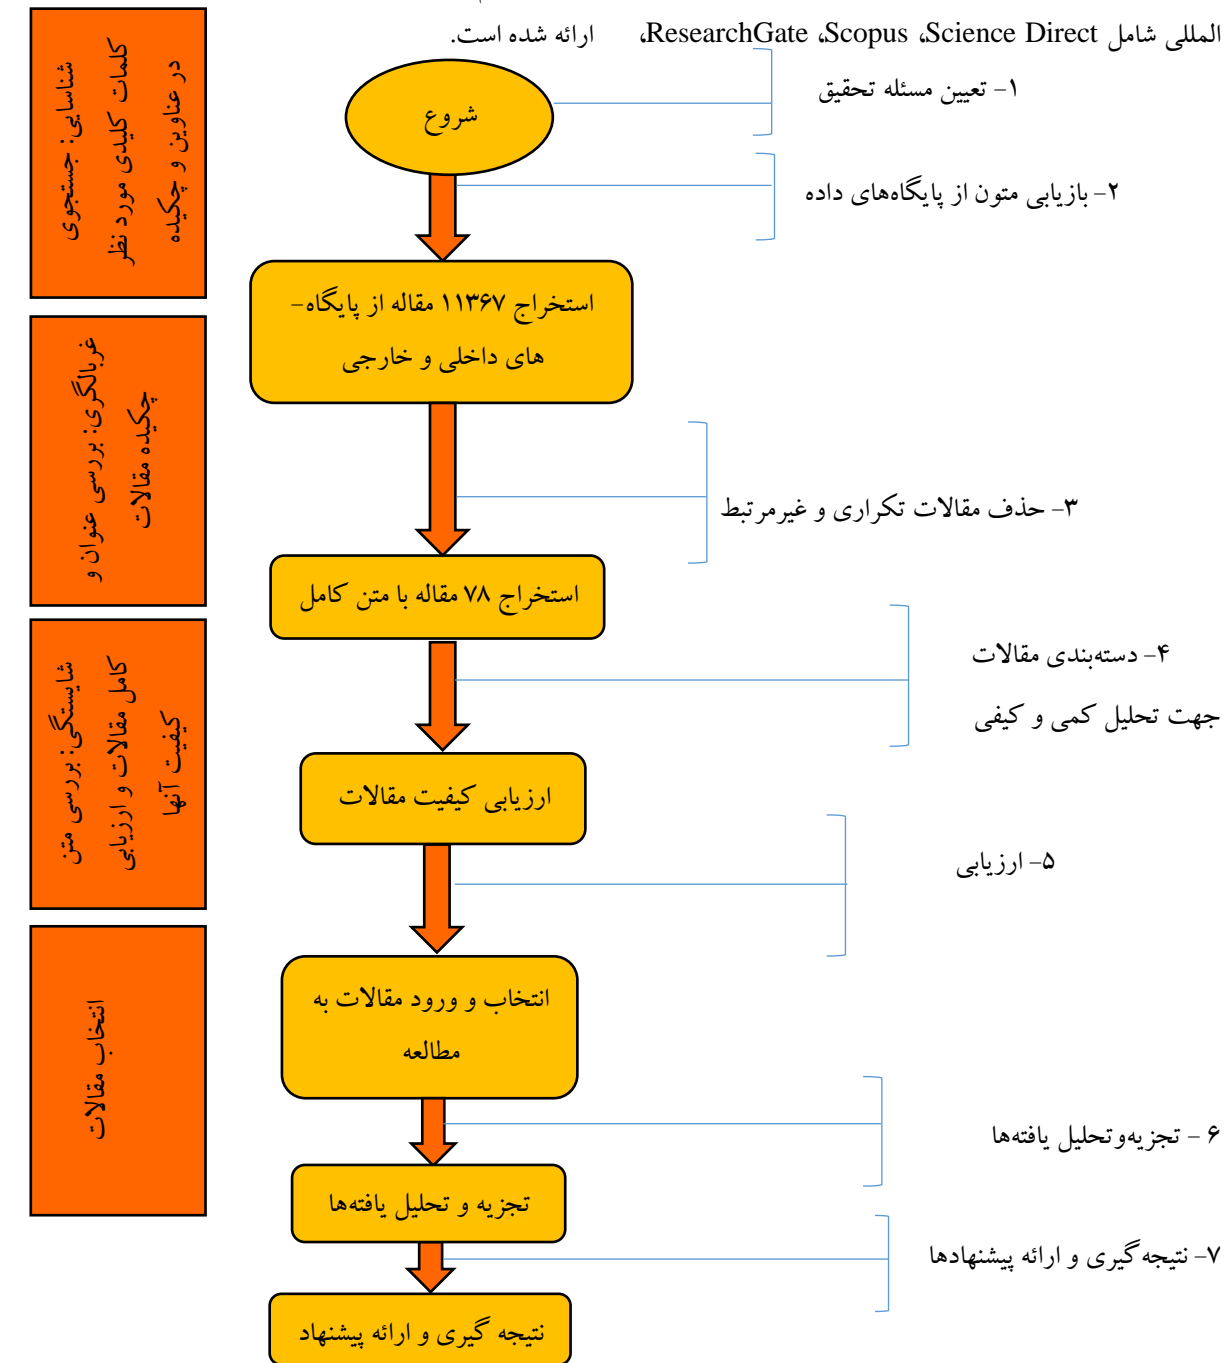 المللی شامل Science Direct، Scopus، ResearchGate،
ارائه شده است.
شناسایی: جستجوی
کلمات کلیدی مورد نظر
در عناوین و چکیده
شروع
۱- تعیین مسئله تحقیق
۲- بازیابی متون از پایگاه‌های داده
استخراج ۱۱۳۶۷ مقاله از پایگاه-
های داخلی و خارجی
غربالگری: بررسی عنوان و
چکیده مقالات
۳- حذف مقالات تکراری و غیرمرتبط
استخراج ۷۸ مقاله با متن کامل
شایستگی: بررسی متن
کامل مقالات و ارزیابی
کیفیت آنها
۴- دسته‌بندی مقالات
جهت تحلیل کمی و کیفی
ارزیابی کیفیت مقالات
۵- ارزیابی
انتخاب مقالات
انتخاب و ورود مقالات به
مطالعه
۶ - تجزیه‌وتحلیل یافته‌ها
تجزیه و تحلیل یافته‌ها
۷- نتیجه‌گیری و ارائه پیشنهادها
نتیجه گیری و ارائه پیشنهاد